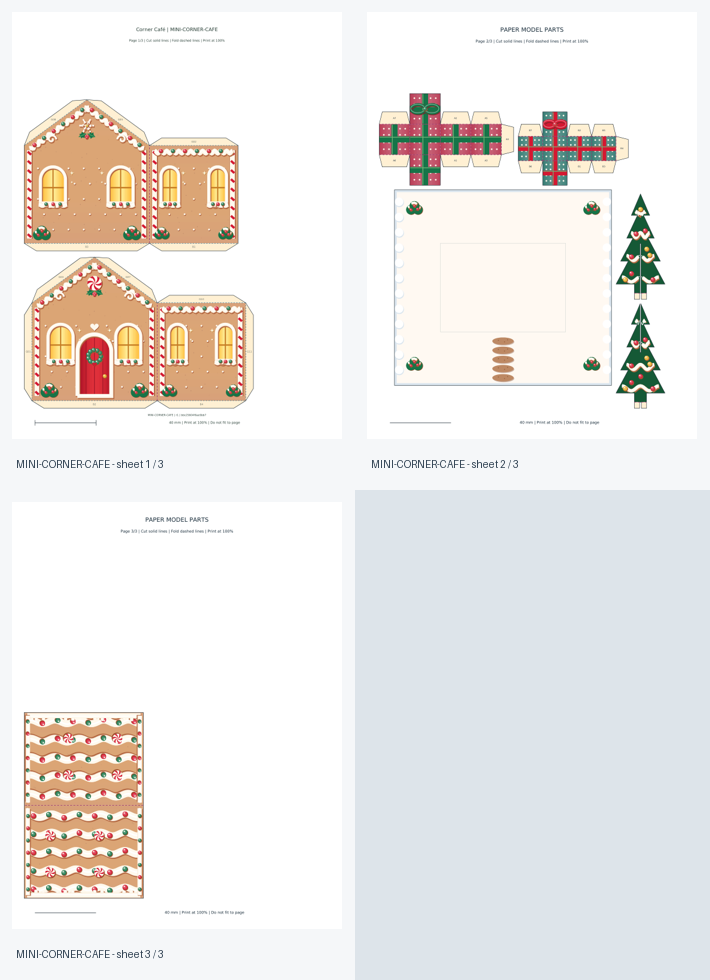 Corner Café | MINI-CORNER-CAFE
Page 1/3 | Cut solid lines | Fold dashed lines | Print at 100%
40 mm | Print at 100% | Do not fit to page
MINI-CORNER-CAFE - sheet 1 / 3
PAPER MODEL PARTS
Page 2/3 | Cut solid lines | Fold dashed lines | Print at 100%
40 mm | Print at 100% | Do not fit to page
MINI-CORNER-CAFE - sheet 2 / 3
PAPER MODEL PARTS
Page 3/3 | Cut solid lines | Fold dashed lines | Print at 100%
40 mm | Print at 100% | Do not fit to page
MINI-CORNER-CAFE - sheet 3 / 3